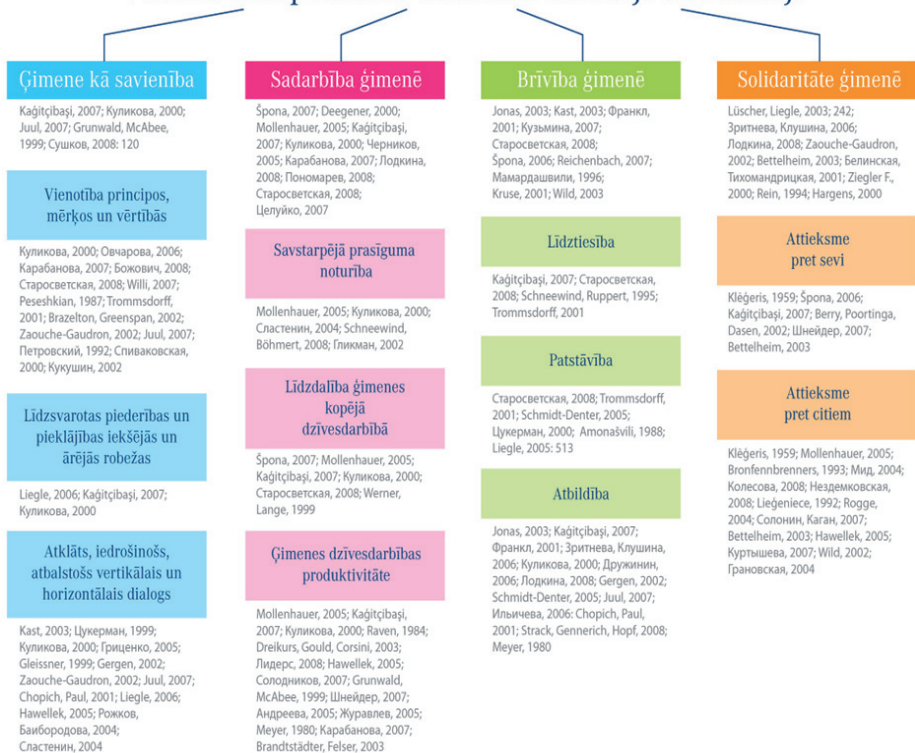 Ģimene kā savienība
Kağitçibaşi, 2007; Куликова, 2000;
Juul, 2007; Grunwald, McAbee,
1999; Сушков, 2008: 120
Vienotība principos,
mērķos un vērtībās
Куликова, 2000; Овчарова, 2006;
Карабанова, 2007; Божович, 2008;
Старосветская, 2008; Willi, 2007;
Peseshkian, 1987; Trommsdorff,
2001; Brazelton, Greenspan, 2002;
Zaouche-Gaudron, 2002; Juul, 2007;
Петровский, 1992; Спиваковская,
2000; Кукушин, 2002
Līdzsvarotas piederības un
pieklājības iekšējās un
ārējās robežas
Liegle, 2006; Kağitçibaşi, 2007;
Куликова, 2000
Atklāts, iedrošinošs,
atbalstošs vertikālais un
horizontālais dialogs
Kast, 2003; Цукерман, 1999;
Куликова, 2000; Гриценко, 2005;
Gleissner, 1999; Gergen, 2002;
Zaouche-Gaudron, 2002; Juul, 2007;
Chopich, Paul, 2001; Liegle, 2006;
Hawellek, 2005; Рожков,
Баибородова, 2004;
Сластенин, 2004
Sadarbība ģimenē
Špona, 2007; Deegener, 2000;
Mollenhauer, 2005; Kağitçibaşi,
2007; Куликова, 2000; Черников,
2005; Карабанова, 2007; Лодкина,
2008; Пономарев, 2008;
Старосветская, 2008;
Целуйко, 2007
Savstarpējā prasīguma
noturība
Mollenhauer, 2005; Куликова, 2000;
Сластенин, 2004; Schneewind,
Böhmert, 2008; Гликман, 2002
Līdzdalība ģimenes
kopējā
dzīvesdarbībā
Špona, 2007; Mollenhauer, 2005;
Kağitçibaşi, 2007; Куликова, 2000;
Старосветская, 2008; Werner,
Lange, 1999
Ģimenes dzīvesdarbības
produktivitāte
Mollenhauer, 2005; Kağitçibaşi,
2007; Куликова, 2000; Raven, 1984;
Dreikurs, Gould, Corsini, 2003;
Лидерс, 2008; Hawellek, 2005;
Солодников, 2007; Grunwald,
McAbee, 1999; Шнейдер, 2007;
Андреева, 2005; Журавлев, 2005;
Meyer, 1980; Карабанова, 2007;
Brandtstädter, Felser, 2003
Brīvība ģimenē
Jonas, 2003; Kast, 2003; Франкл,
2001; Кузьмина, 2007;
Старосветская, 2008;
Špona, 2006; Reichenbach, 2007;
Мамардашвили, 1996;
Kruse, 2001; Wild, 2003
Līdztiesība
Kağitçibaşi, 2007; Старосветская,
2008; Schneewind, Ruppert, 1995;
Trommsdorff, 2001
Patstāvība
Старосветская, 2008; Trommsdorff,
2001; Schmidt-Denter, 2005;
Цукерман, 2000; Amonašvili, 1988;
Liegle, 2005: 513
Atbildība
Jonas, 2003; Kağitçibaşi, 2007;
Франкл, 2001; Зритнева, Клушина,
2006; Куликова, 2000; Дружинин,
2006; Лодкина, 2008; Gergen, 2002;
Schmidt-Denter, 2005; Juul, 2007;
Ильичева, 2006: Chopich, Paul,
2001; Strack, Gennerich, Hopf, 2008;
Meyer, 1980
Solidaritāte ģimenē
Lüscher, Liegle, 2003; 242;
Зритнева, Клушина, 2006;
Лодкина, 2008; Zaouche-Gaudron,
2002; Bettelheim, 2003; Белинская,
Тихомандрицкая, 2001; Ziegler F.,
2000; Rein, 1994; Hargens, 2000
Attieksme
pret sevi
Klēģeris, 1959; Špona, 2006;
Kağitçibaşi, 2007; Berry, Poortinga,
Dasen, 2002; Шнейдер, 2007;
Bettelheim, 2003
Attieksme
pret citiem
Klēģeris, 1959; Mollenhauer, 2005;
Bronfennbrenners, 1993; Мид, 2004;
Колесова, 2008; Нездемковская,
2008; Lieģeniece, 1992; Rogge,
2004; Солонин, Каган, 2007;
Bettelheim, 2003; Hawellek, 2005;
Куртышева, 2007; Wild, 2002;
Грановская, 2004